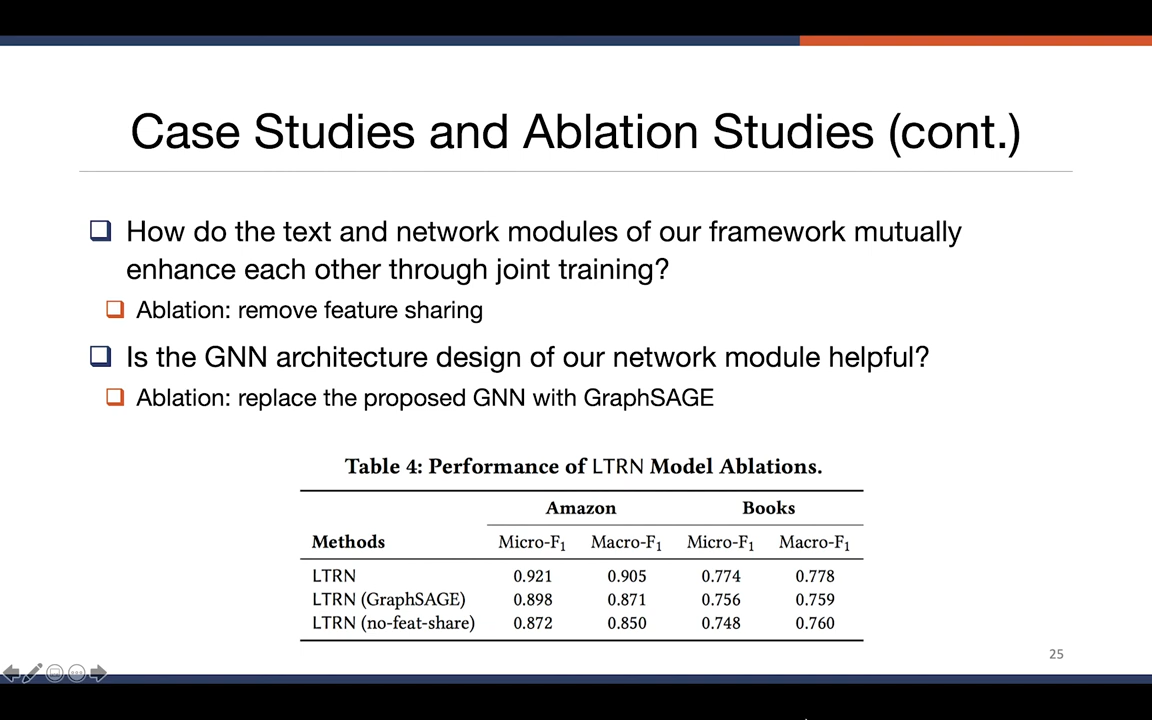 Case Studies and Ablation Studies (cont.)
How do the text and network modules of our framework mutually
enhance each other through joint training?
Ablation: remove feature sharing
Is the GNN architecture design of our network module helpful?
Ablation: replace the proposed GNN with GraphSAGE
Table 4: Performance of LTRN Model Ablations.
Amazon Books
Methods Micro-F₁ Macro-F₁ Micro-F₁ Macro-F₁
LTRN 0.921 0.905 0.774 0.778
LTRN (GraphSAGE) 0.898 0.871 0.756 0.759
LTRN (no-feat-share) 0.872 0.850 0.748 0.760
25